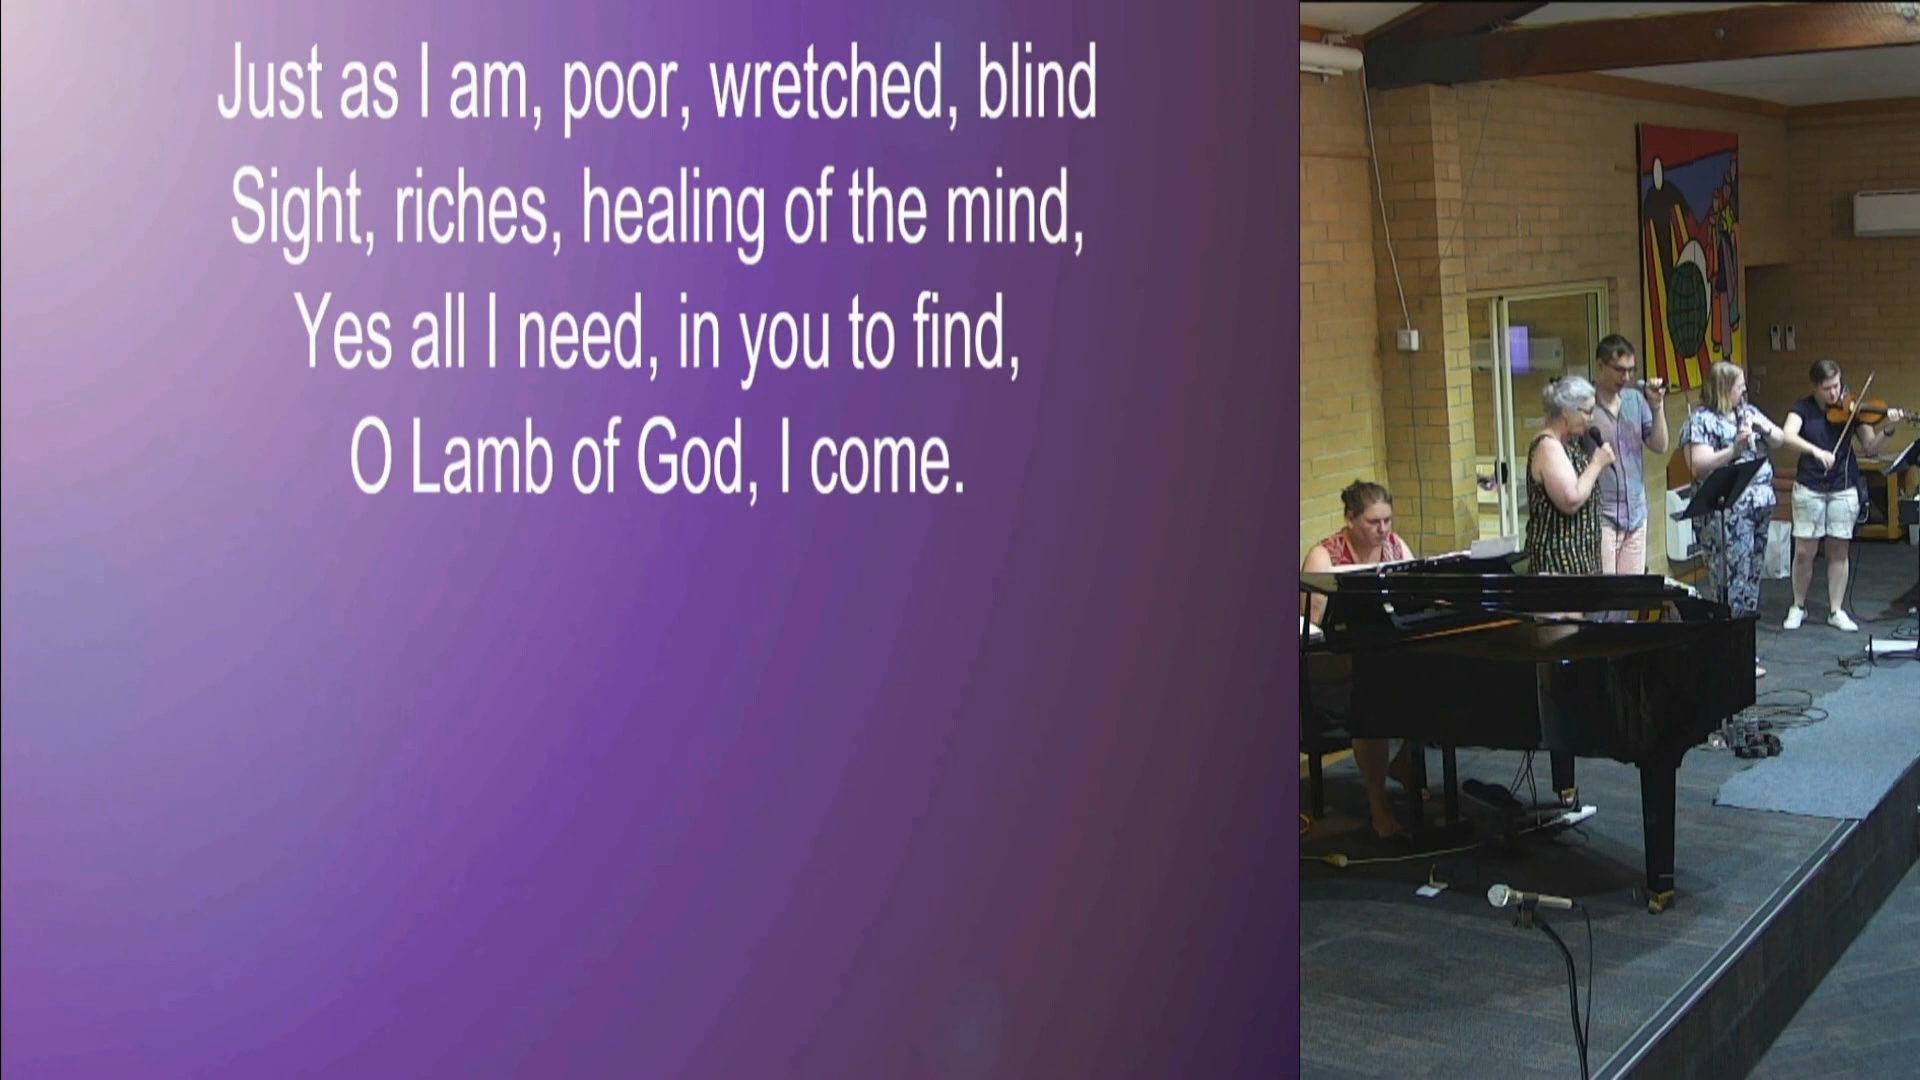 Just as I am, poor, wretched, blind
Sight, riches, healing of the mind,
Yes all I need, in you to find,
O Lamb of God, I come.